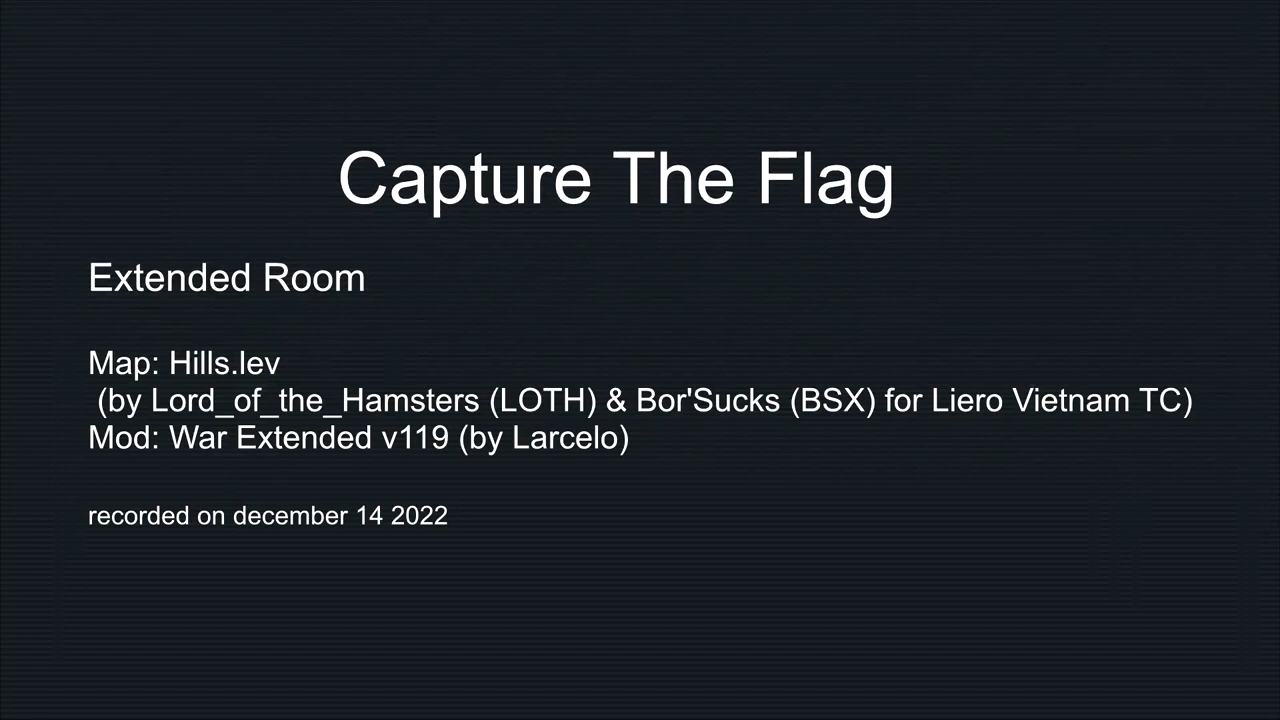 Capture The Flag
Extended Room
Map: Hills.lev
(by Lord_of_the_Hamsters (LOTH) & Bor'Sucks (BSX) for Liero Vietnam TC)
Mod: War Extended v119 (by Larcelo)
recorded on december 14 2022